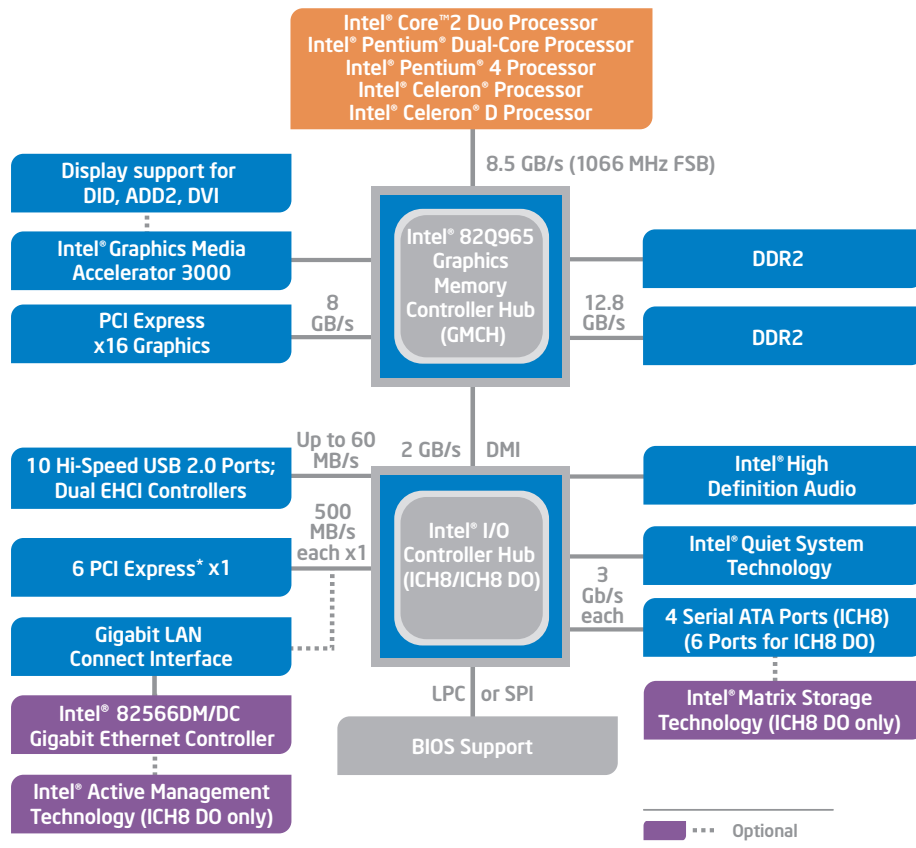 Intel® Core™2 Duo Processor
Intel® Pentium® Dual-Core Processor
Intel® Pentium® 4 Processor
Intel® Celeron® Processor
Intel® Celeron® D Processor
8.5 GB/s (1066 MHz FSB)
Display support for
DID, ADD2, DVI
Intel® Graphics Media
Accelerator 3000
8
GB/s
PCI Express
x16 Graphics
Intel® 82Q965
Graphics
Memory
Controller Hub
(GMCH)
12.8
GB/s
DDR2
DDR2
2 GB/s DMI
Up to 60
MB/s
10 Hi-Speed USB 2.0 Ports;
Dual EHCI Controllers
500
MB/s
each x1
6 PCI Express* x1
Gigabit LAN
Connect Interface
Intel® 82566DM/DC
Gigabit Ethernet Controller
Intel® Active Management
Technology (ICH8 DO only)
Intel® I/O
Controller Hub
(ICH8/ICH8 DO)
LPC or SPI
BIOS Support
Intel® High
Definition Audio
Intel® Quiet System
Technology
3
Gb/s
each
4 Serial ATA Ports (ICH8)
(6 Ports for ICH8 DO)
Intel® Matrix Storage
Technology (ICH8 DO only)
Optional